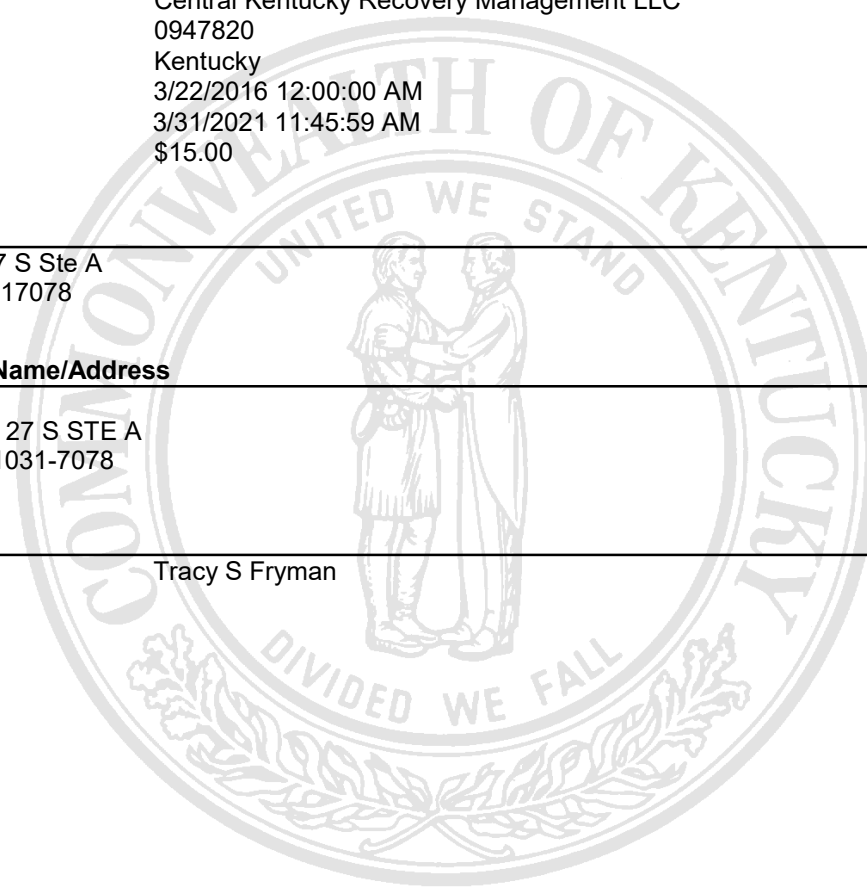 Central Kentucky Recovery Management LLC
0947820
Kentucky
3/22/2016 12:00:00 AM
3/31/2021 11:45:59 AM
$15.00
COMMONWEALTH OF KENTUCKY
UNITED WE STAND
7 S Ste A
17078
Name/Address
27 S STE A
1031-7078
Tracy S Fryman
DIVIDED WE FALL